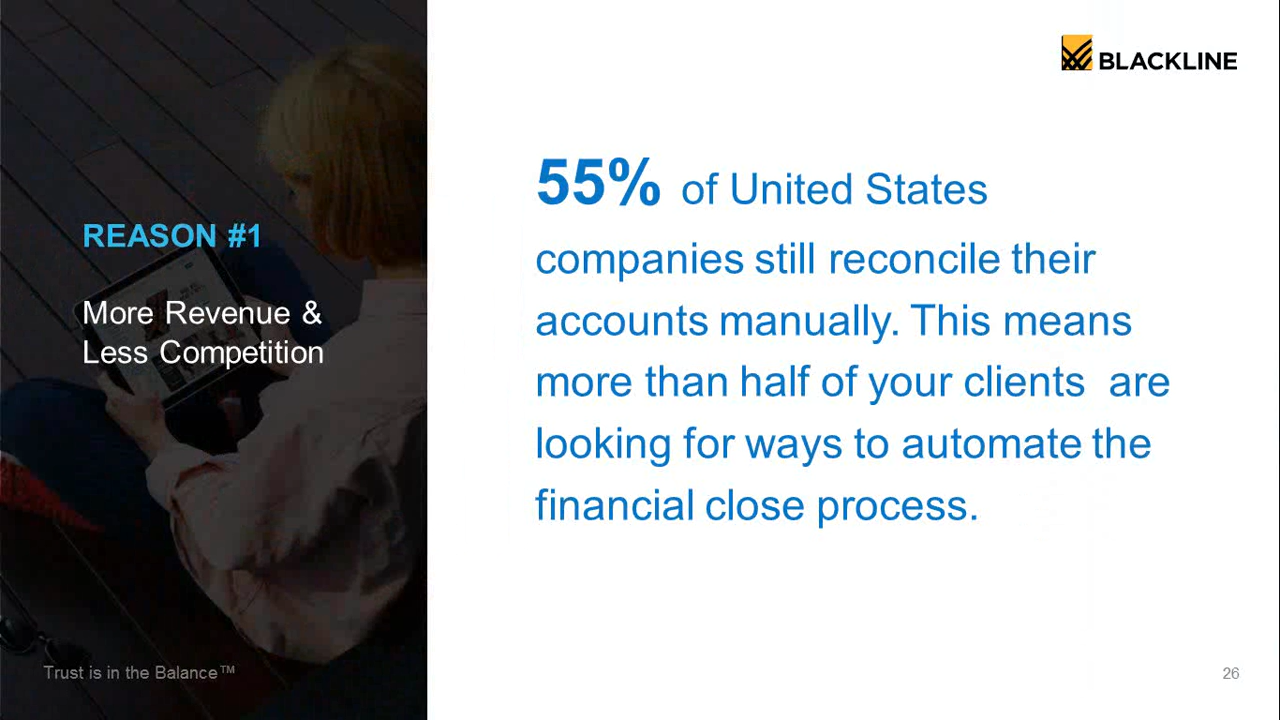 BLACKLINE
REASON #1
More Revenue &
Less Competition
55% of United States
companies still reconcile their
accounts manually. This means
more than half of your clients are
looking for ways to automate the
financial close process.
Trust is in the Balance™
26